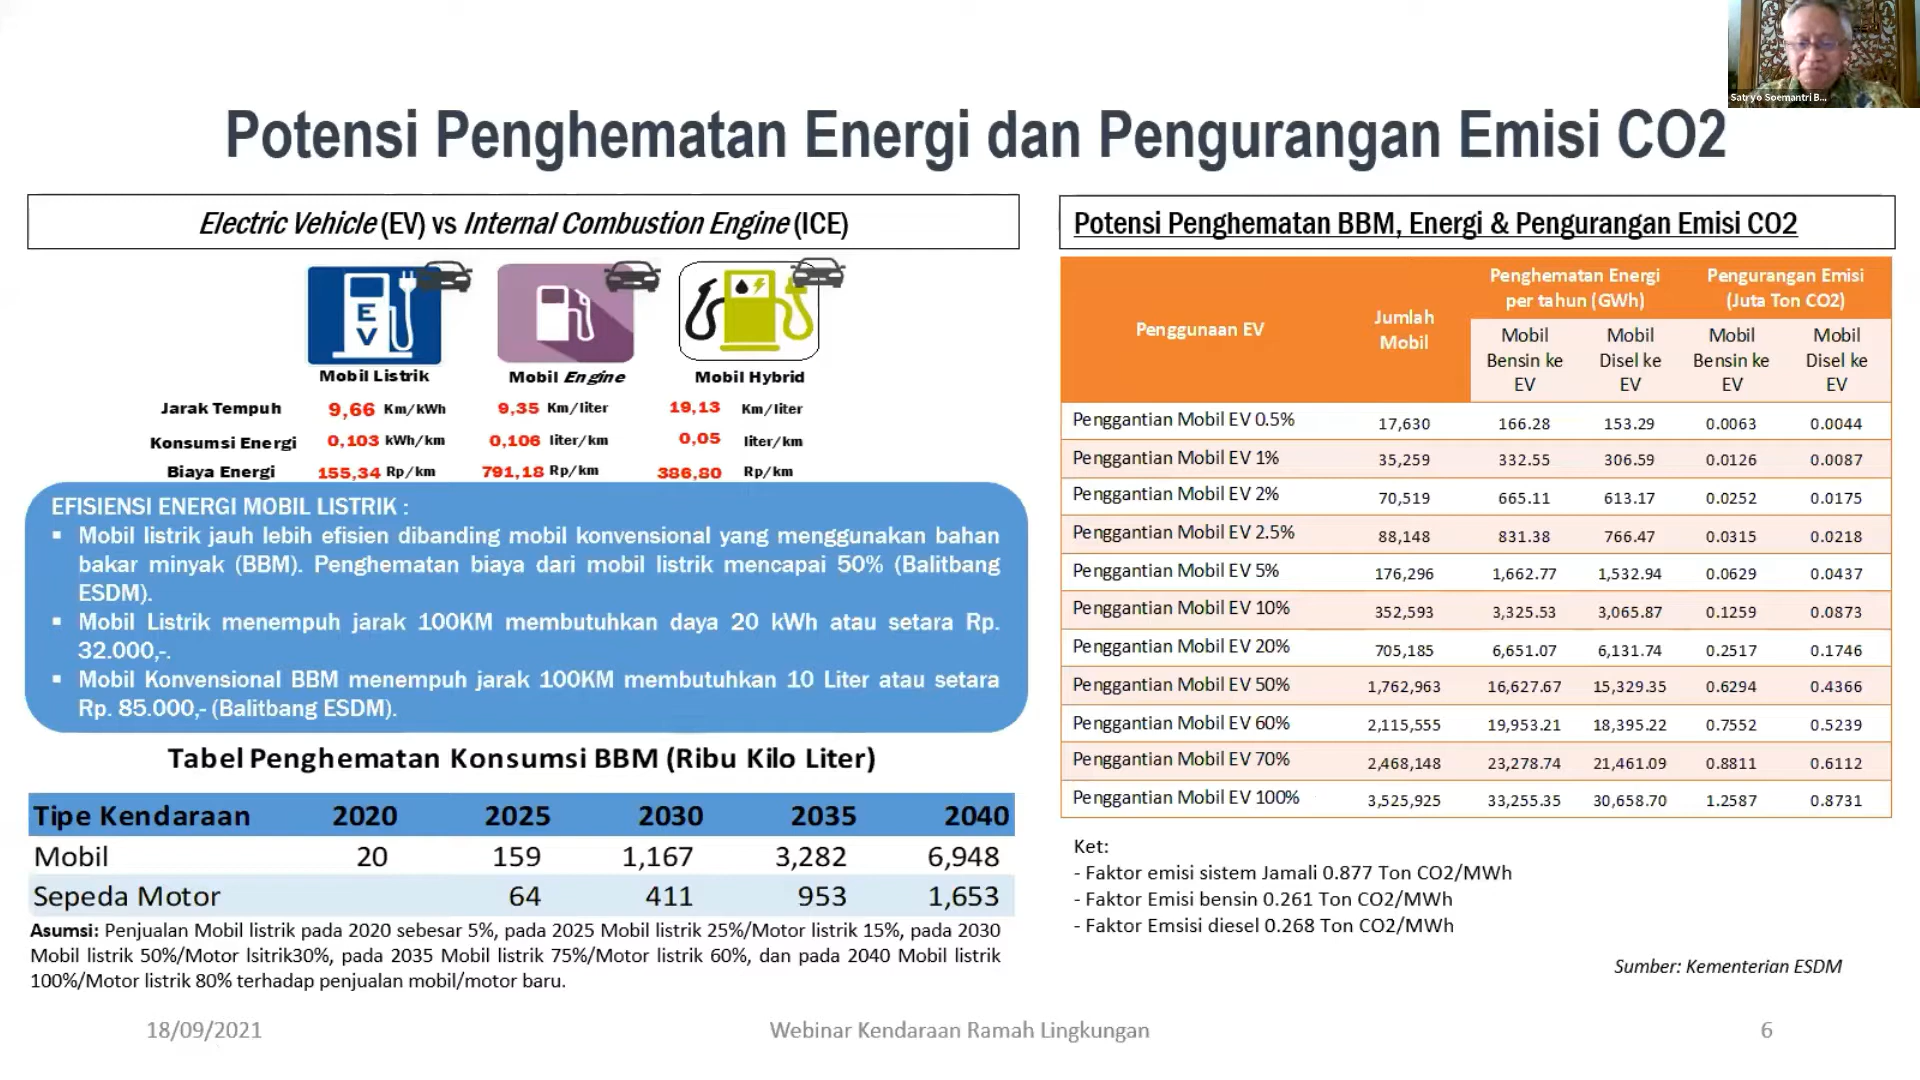 Satryo Soemantri B...
Potensi Penghematan Energi dan Pengurangan Emisi CO2
Electric Vehicle (EV) vs Internal Combustion Engine (ICE)
E
V
Mobil Listrik Mobil Engine Mobil Hybrid
Jarak Tempuh 9,66 Km/kWh 9,35 Km/liter 19,13 Km/liter
Konsumsi Energi 0,103 kWh/km 0,106 liter/km 0,05 liter/km
Biaya Energi 155,34 Rp/km 791,18 Rp/km 386,80 Rp/km
EFISIENSI ENERGI MOBIL LISTRIK :
▪ Mobil listrik jauh lebih efisien dibanding mobil konvensional yang menggunakan bahan
bakar minyak (BBM). Penghematan biaya dari mobil listrik mencapai 50% (Balitbang
ESDM).
▪ Mobil Listrik menempuh jarak 100KM membutuhkan daya 20 kWh atau setara Rp.
32.000,-.
▪ Mobil Konvensional BBM menempuh jarak 100KM membutuhkan 10 Liter atau setara
Rp. 85.000,- (Balitbang ESDM).
Tabel Penghematan Konsumsi BBM (Ribu Kilo Liter)
Tipe Kendaraan 2020 2025 2030 2035 2040
Mobil 20 159 1,167 3,282 6,948
Sepeda Motor 64 411 953 1,653
Asumsi: Penjualan Mobil listrik pada 2020 sebesar 5%, pada 2025 Mobil listrik 25%/Motor listrik 15%, pada 2030
Mobil listrik 50%/Motor lsitrik30%, pada 2035 Mobil listrik 75%/Motor listrik 60%, dan pada 2040 Mobil listrik
100%/Motor listrik 80% terhadap penjualan mobil/motor baru.
Potensi Penghematan BBM, Energi & Pengurangan Emisi CO2
Penggunaan EV
Jumlah
Mobil
Penghematan Energi
per tahun (GWh)
Pengurangan Emisi
(Juta Ton CO2)
Mobil Mobil Mobil Mobil
Bensin ke Disel ke Bensin ke Disel ke
EV EV EV EV
Penggantian Mobil EV 0.5% 17,630 166.28 153.29 0.0063 0.0044
Penggantian Mobil EV 1% 35,259 332.55 306.59 0.0126 0.0087
Penggantian Mobil EV 2% 70,519 665.11 613.17 0.0252 0.0175
Penggantian Mobil EV 2.5% 88,148 831.38 766.47 0.0315 0.0218
Penggantian Mobil EV 5% 176,296 1,662.77 1,532.94 0.0629 0.0437
Penggantian Mobil EV 10% 352,593 3,325.53 3,065.87 0.1259 0.0873
Penggantian Mobil EV 20% 705,185 6,651.07 6,131.74 0.2517 0.1746
Penggantian Mobil EV 50% 1,762,963 16,627.67 15,329.35 0.6294 0.4366
Penggantian Mobil EV 60% 2,115,555 19,953.21 18,395.22 0.7552 0.5239
Penggantian Mobil EV 70% 2,468,148 23,278.74 21,461.09 0.8811 0.6112
Penggantian Mobil EV 100% 3,525,925 33,255.35 30,658.70 1.2587 0.8731
Ket:
- Faktor emisi sistem Jamali 0.877 Ton CO2/MWh
- Faktor Emisi bensin 0.261 Ton CO2/MWh
- Faktor Emsisi diesel 0.268 Ton CO2/MWh
Sumber: Kementerian ESDM
18/09/2021 Webinar Kendaraan Ramah Lingkungan 6